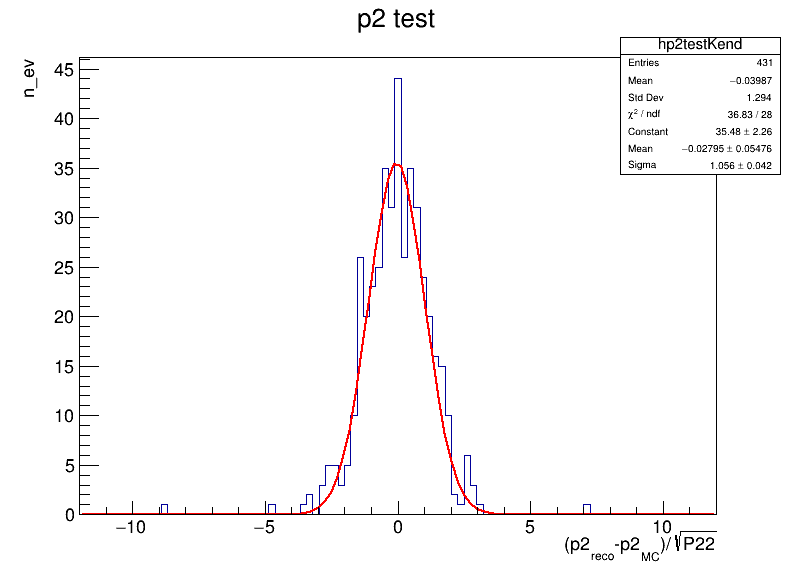 p2 test
hp2testKend
Entries 431
Mean −0.03987
Std Dev 1.294
χ² / ndf 36.83 / 28
Constant 35.48 ± 2.26
Mean −0.02795 ± 0.05476
Sigma 1.056 ± 0.042
n_ev
45
40
35
30
25
20
15
10
5
0
−10 −5 0 5 10
(p2reco-p2MC)/√P22